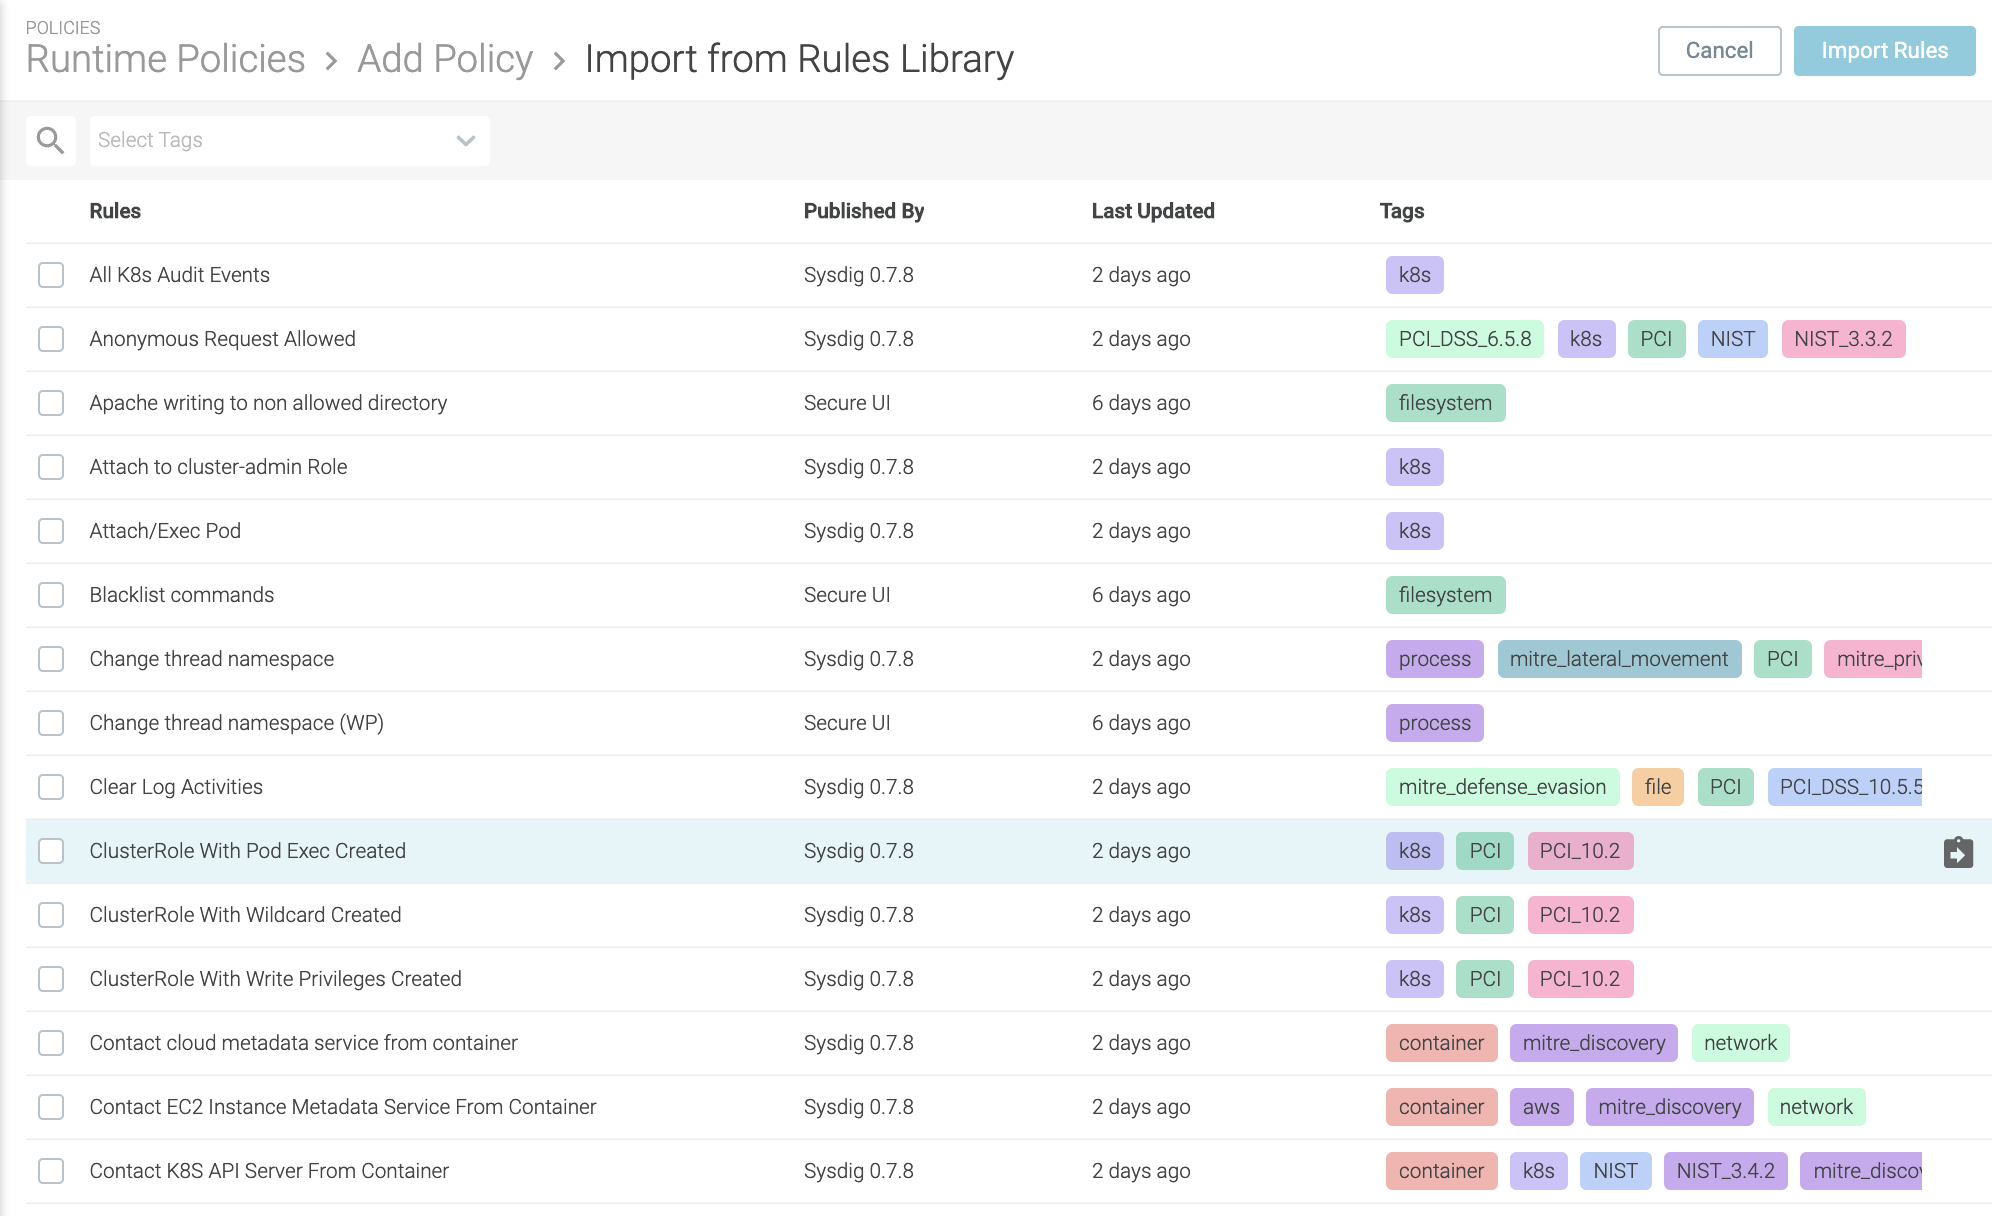 POLICIES
Runtime Policies > Add Policy > Import from Rules Library
Cancel
Import Rules
Select Tags
Rules Published By Last Updated Tags
All K8s Audit Events Sysdig 0.7.8 2 days ago k8s
Anonymous Request Allowed Sysdig 0.7.8 2 days ago PCI_DSS_6.5.8 k8s PCI NIST NIST_3.3.2
Apache writing to non allowed directory Secure UI 6 days ago filesystem
Attach to cluster-admin Role Sysdig 0.7.8 2 days ago k8s
Attach/Exec Pod Sysdig 0.7.8 2 days ago k8s
Blacklist commands Secure UI 6 days ago filesystem
Change thread namespace Sysdig 0.7.8 2 days ago process mitre_lateral_movement PCI mitre_priv
Change thread namespace (WP) Secure UI 6 days ago process
Clear Log Activities Sysdig 0.7.8 2 days ago mitre_defense_evasion file PCI PCI_DSS_10.5.5
ClusterRole With Pod Exec Created Sysdig 0.7.8 2 days ago k8s PCI PCI_10.2
ClusterRole With Wildcard Created Sysdig 0.7.8 2 days ago k8s PCI PCI_10.2
ClusterRole With Write Privileges Created Sysdig 0.7.8 2 days ago k8s PCI PCI_10.2
Contact cloud metadata service from container Sysdig 0.7.8 2 days ago container mitre_discovery network
Contact EC2 Instance Metadata Service From Container Sysdig 0.7.8 2 days ago container aws mitre_discovery network
Contact K8S API Server From Container Sysdig 0.7.8 2 days ago container k8s NIST NIST_3.4.2 mitre_disco